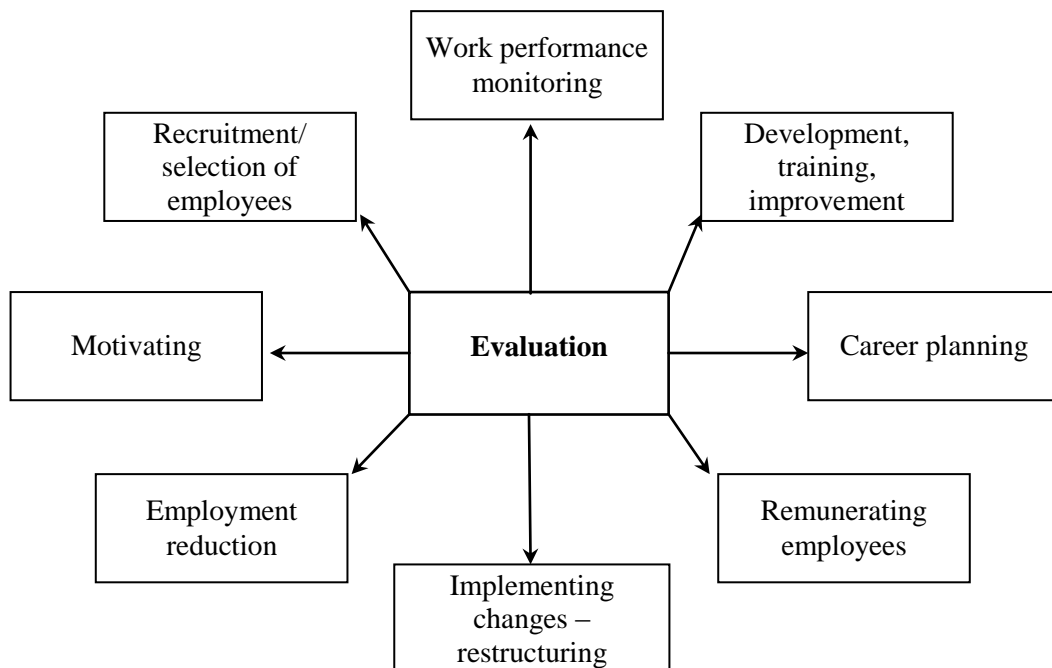 Work performance
monitoring
Recruitment/
selection of
employees
Development,
training,
improvement
Motivating
Evaluation
Career planning
Employment
reduction
Remunerating
employees
Implementing
changes –
restructuring